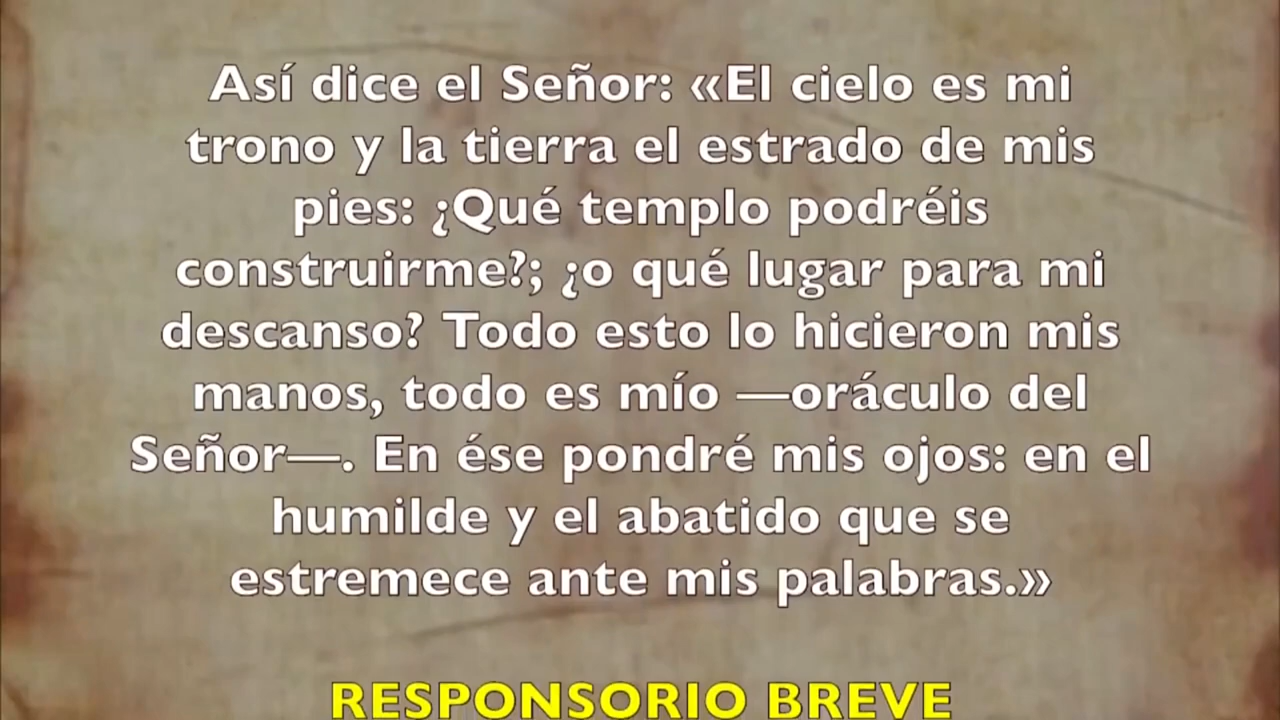 Así dice el Señor: «El cielo es mi
trono y la tierra el estrado de mis
pies: ¿Qué templo podréis
construirme?; ¿o qué lugar para mi
descanso? Todo esto lo hicieron mis
manos, todo es mío —oráculo del
Señor—. En ése pondré mis ojos: en el
humilde y el abatido que se
estremece ante mis palabras.»
RESPONSORIO BREVE